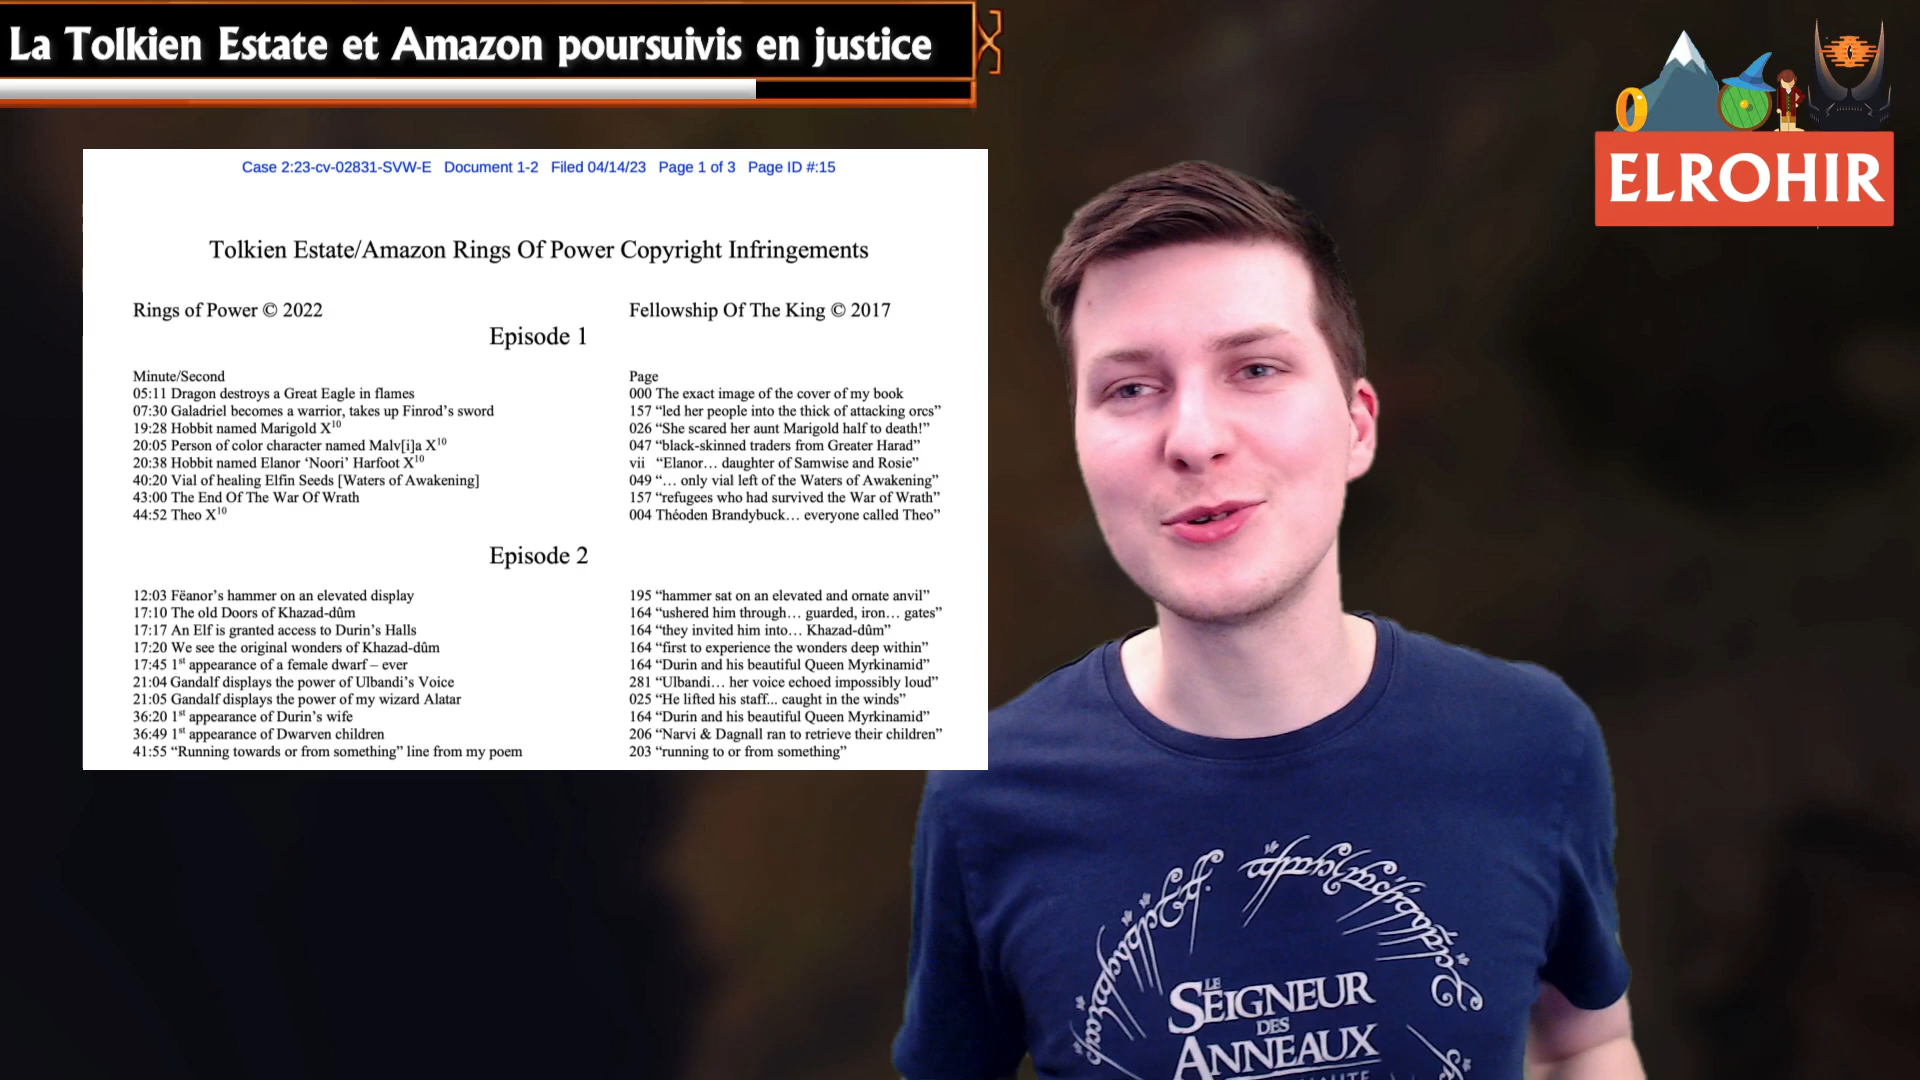 La Tolkien Estate et Amazon poursuivis en justice
ELROHIR
Case 2:23-cv-02831-SVW-E Document 1-2 Filed 04/14/23 Page 1 of 3 Page ID #:15
Tolkien Estate/Amazon Rings Of Power Copyright Infringements
Rings of Power © 2022 Fellowship Of The King © 2017
Episode 1
Minute/Second Page
05:11 Dragon destroys a Great Eagle in flames 000 The exact image of the cover of my book
07:30 Galadriel becomes a warrior, takes up Finrod's sword 157 “led her people into the thick of attacking orcs”
19:28 Hobbit named Marigold X10 026 “She scared her aunt Marigold half to death!”
20:05 Person of color character named Malv[i]a X10 047 “black-skinned traders from Greater Harad”
20:38 Hobbit named Elanor ‘Noori’ Harfoot X10 vii “Elanor… daughter of Samwise and Rosie”
40:20 Vial of healing Elfin Seeds [Waters of Awakening] 049 “… only vial left of the Waters of Awakening”
43:00 The End Of The War Of Wrath 157 “refugees who had survived the War of Wrath”
44:52 Theo X10 004 Théoden Brandybuck… everyone called Theo”
Episode 2
12:03 Fëanor's hammer on an elevated display 195 “hammer sat on an elevated and ornate anvil”
17:10 The old Doors of Khazad-dûm 164 “ushered him through… guarded, iron… gates”
17:17 An Elf is granted access to Durin's Halls 164 “they invited him into… Khazad-dûm”
17:20 We see the original wonders of Khazad-dûm 164 “first to experience the wonders deep within”
17:45 1st appearance of a female dwarf – ever 164 “Durin and his beautiful Queen Myrkinamid”
21:04 Gandalf displays the power of Ulbandi's Voice 281 “Ulbandi… her voice echoed impossibly loud”
21:05 Gandalf displays the power of my wizard Alatar 025 “He lifted his staff... caught in the winds”
36:20 1st appearance of Durin's wife 164 “Durin and his beautiful Queen Myrkinamid”
36:49 1st appearance of Dwarven children 206 “Narvi & Dagnall ran to retrieve their children”
41:55 “Running towards or from something” line from my poem 203 “running to or from something”
LE
SEIGNEUR
DES
ANNEAUX